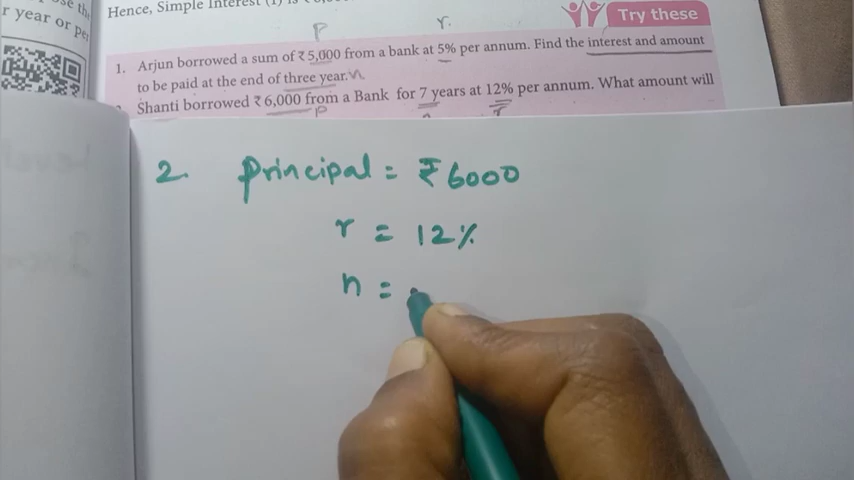 r year or pe
Hence, Simple Interest (I) is
P r.
Try these
1. Arjun borrowed a sum of ₹ 5,000 from a bank at 5% per annum. Find the interest and amount
to be paid at the end of three year. n
Shanti borrowed ₹ 6,000 from a Bank for 7 years at 12% per annum. What amount will
p n r
2. Principal = ₹ 6000
r = 12%
n =